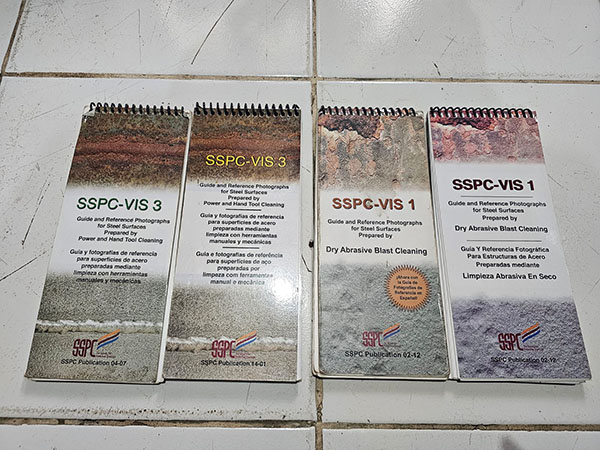 SSPC-VIS 3
Guide and Reference Photographs
for Steel Surfaces
Prepared by
Power and Hand Tool Cleaning
Guía y fotografías de referencia
para superficies de acero
preparadas mediante
limpieza con herramientas
manuales y mecánicas
SSPC
SSPC Publication 04-07
SSPC-VIS 3
Guide and Reference Photographs
for Steel Surfaces
Prepared by
Power and Hand Tool Cleaning
Guía y fotografías de referencia
para superficies de acero
preparadas mediante
limpieza con herramientas
manuales y mecánicas
Guía e fotografías de referencia
para superficies de aço
preparadas por
limpeza com ferramentas
manual o mecánica
SSPC
SSPC Publication 14-01
SSPC-VIS 1
Guide and Reference Photographs
for Steel Surfaces
Prepared by
Dry Abrasive Blast Cleaning
¡Ahora con
la Guía de
Fotografías de
Referencia en
Español!
SSPC
SSPC Publication 02-12
SSPC-VIS 1
Guide and Reference Photographs
for Steel Surfaces
Prepared by
Dry Abrasive Blast Cleaning
Guía Y Referencia Fotográfica
Para Estructuras de Acero
Preparadas mediante
Limpieza Abrasiva En Seco
SSPC
SSPC Publication 02-12